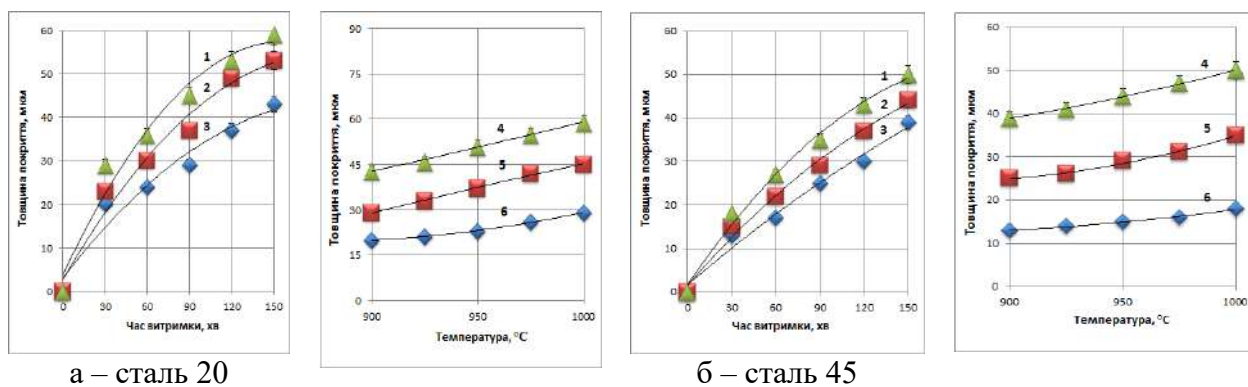 Товщина покриття, мкм
60
50
40
30
20
10
0
0 30 60 90 120 150
Час витримки, хв
1
2
3
Товщина покриття, мкм
90
75
60
45
30
15
0
900 950 1000
Температура, °С
4
5
6
Товщина покриття, мкм
60
50
40
30
20
10
0
0 30 60 90 120 150
Час витримки, хв
1
2
3
Товщина покриття, мкм
60
50
40
30
20
10
0
900 950 1000
Температура, °С
4
5
6
а – сталь 20
б – сталь 45